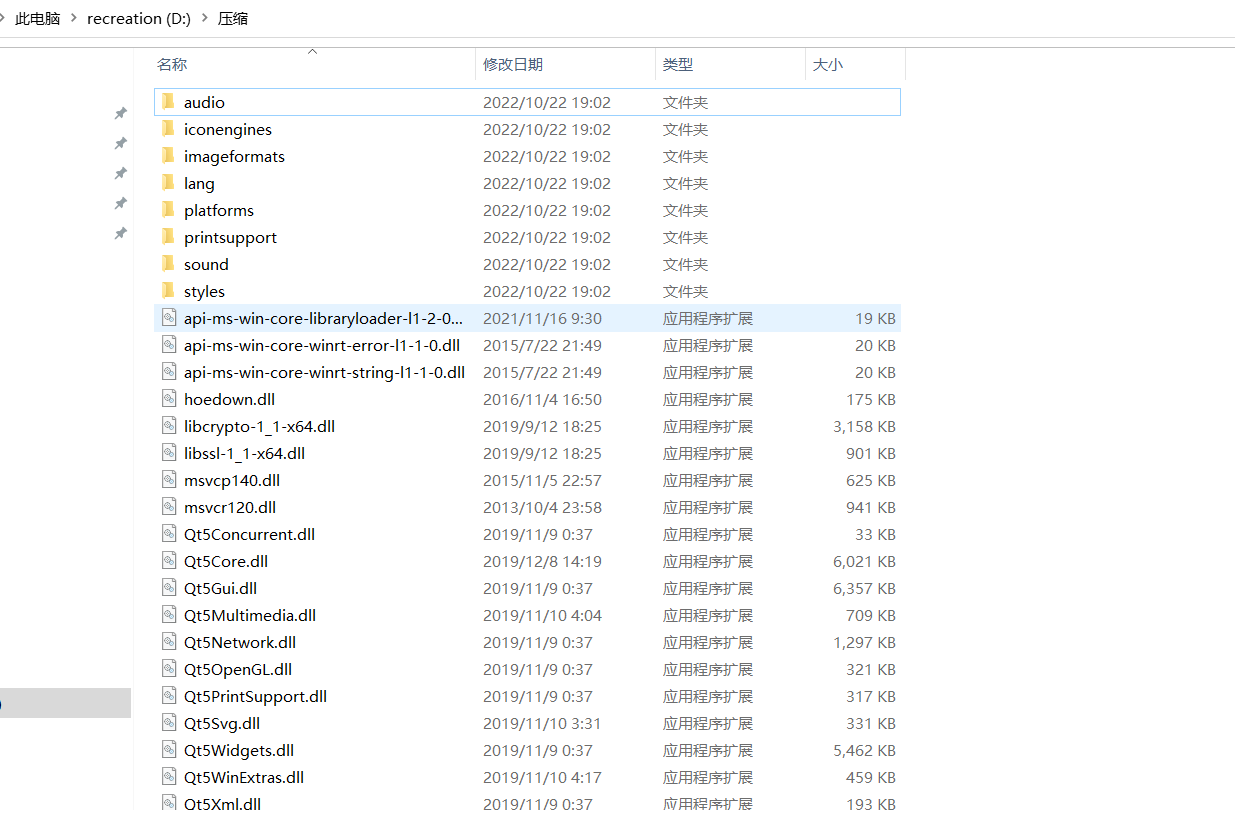 此电脑 > recreation (D:) > 压缩
名称 修改日期 类型 大小
audio 2022/10/22 19:02 文件夹
iconengines 2022/10/22 19:02 文件夹
imageformats 2022/10/22 19:02 文件夹
lang 2022/10/22 19:02 文件夹
platforms 2022/10/22 19:02 文件夹
printsupport 2022/10/22 19:02 文件夹
sound 2022/10/22 19:02 文件夹
styles 2022/10/22 19:02 文件夹
api-ms-win-core-libraryloader-l1-2-0... 2021/11/16 9:30 应用程序扩展 19 KB
api-ms-win-core-winrt-error-l1-1-0.dll 2015/7/22 21:49 应用程序扩展 20 KB
api-ms-win-core-winrt-string-l1-1-0.dll 2015/7/22 21:49 应用程序扩展 20 KB
hoedown.dll 2016/11/4 16:50 应用程序扩展 175 KB
libcrypto-1_1-x64.dll 2019/9/12 18:25 应用程序扩展 3,158 KB
libssl-1_1-x64.dll 2019/9/12 18:25 应用程序扩展 901 KB
msvcp140.dll 2015/11/5 22:57 应用程序扩展 625 KB
msvcr120.dll 2013/10/4 23:58 应用程序扩展 941 KB
Qt5Concurrent.dll 2019/11/9 0:37 应用程序扩展 33 KB
Qt5Core.dll 2019/12/8 14:19 应用程序扩展 6,021 KB
Qt5Gui.dll 2019/11/9 0:37 应用程序扩展 6,357 KB
Qt5Multimedia.dll 2019/11/10 4:04 应用程序扩展 709 KB
Qt5Network.dll 2019/11/9 0:37 应用程序扩展 1,297 KB
Qt5OpenGL.dll 2019/11/9 0:37 应用程序扩展 321 KB
Qt5PrintSupport.dll 2019/11/9 0:37 应用程序扩展 317 KB
Qt5Svg.dll 2019/11/10 3:31 应用程序扩展 331 KB
Qt5Widgets.dll 2019/11/9 0:37 应用程序扩展 5,462 KB
Qt5WinExtras.dll 2019/11/10 4:17 应用程序扩展 459 KB
Qt5Xml.dll 2019/11/9 0:37 应用程序扩展 193 KB